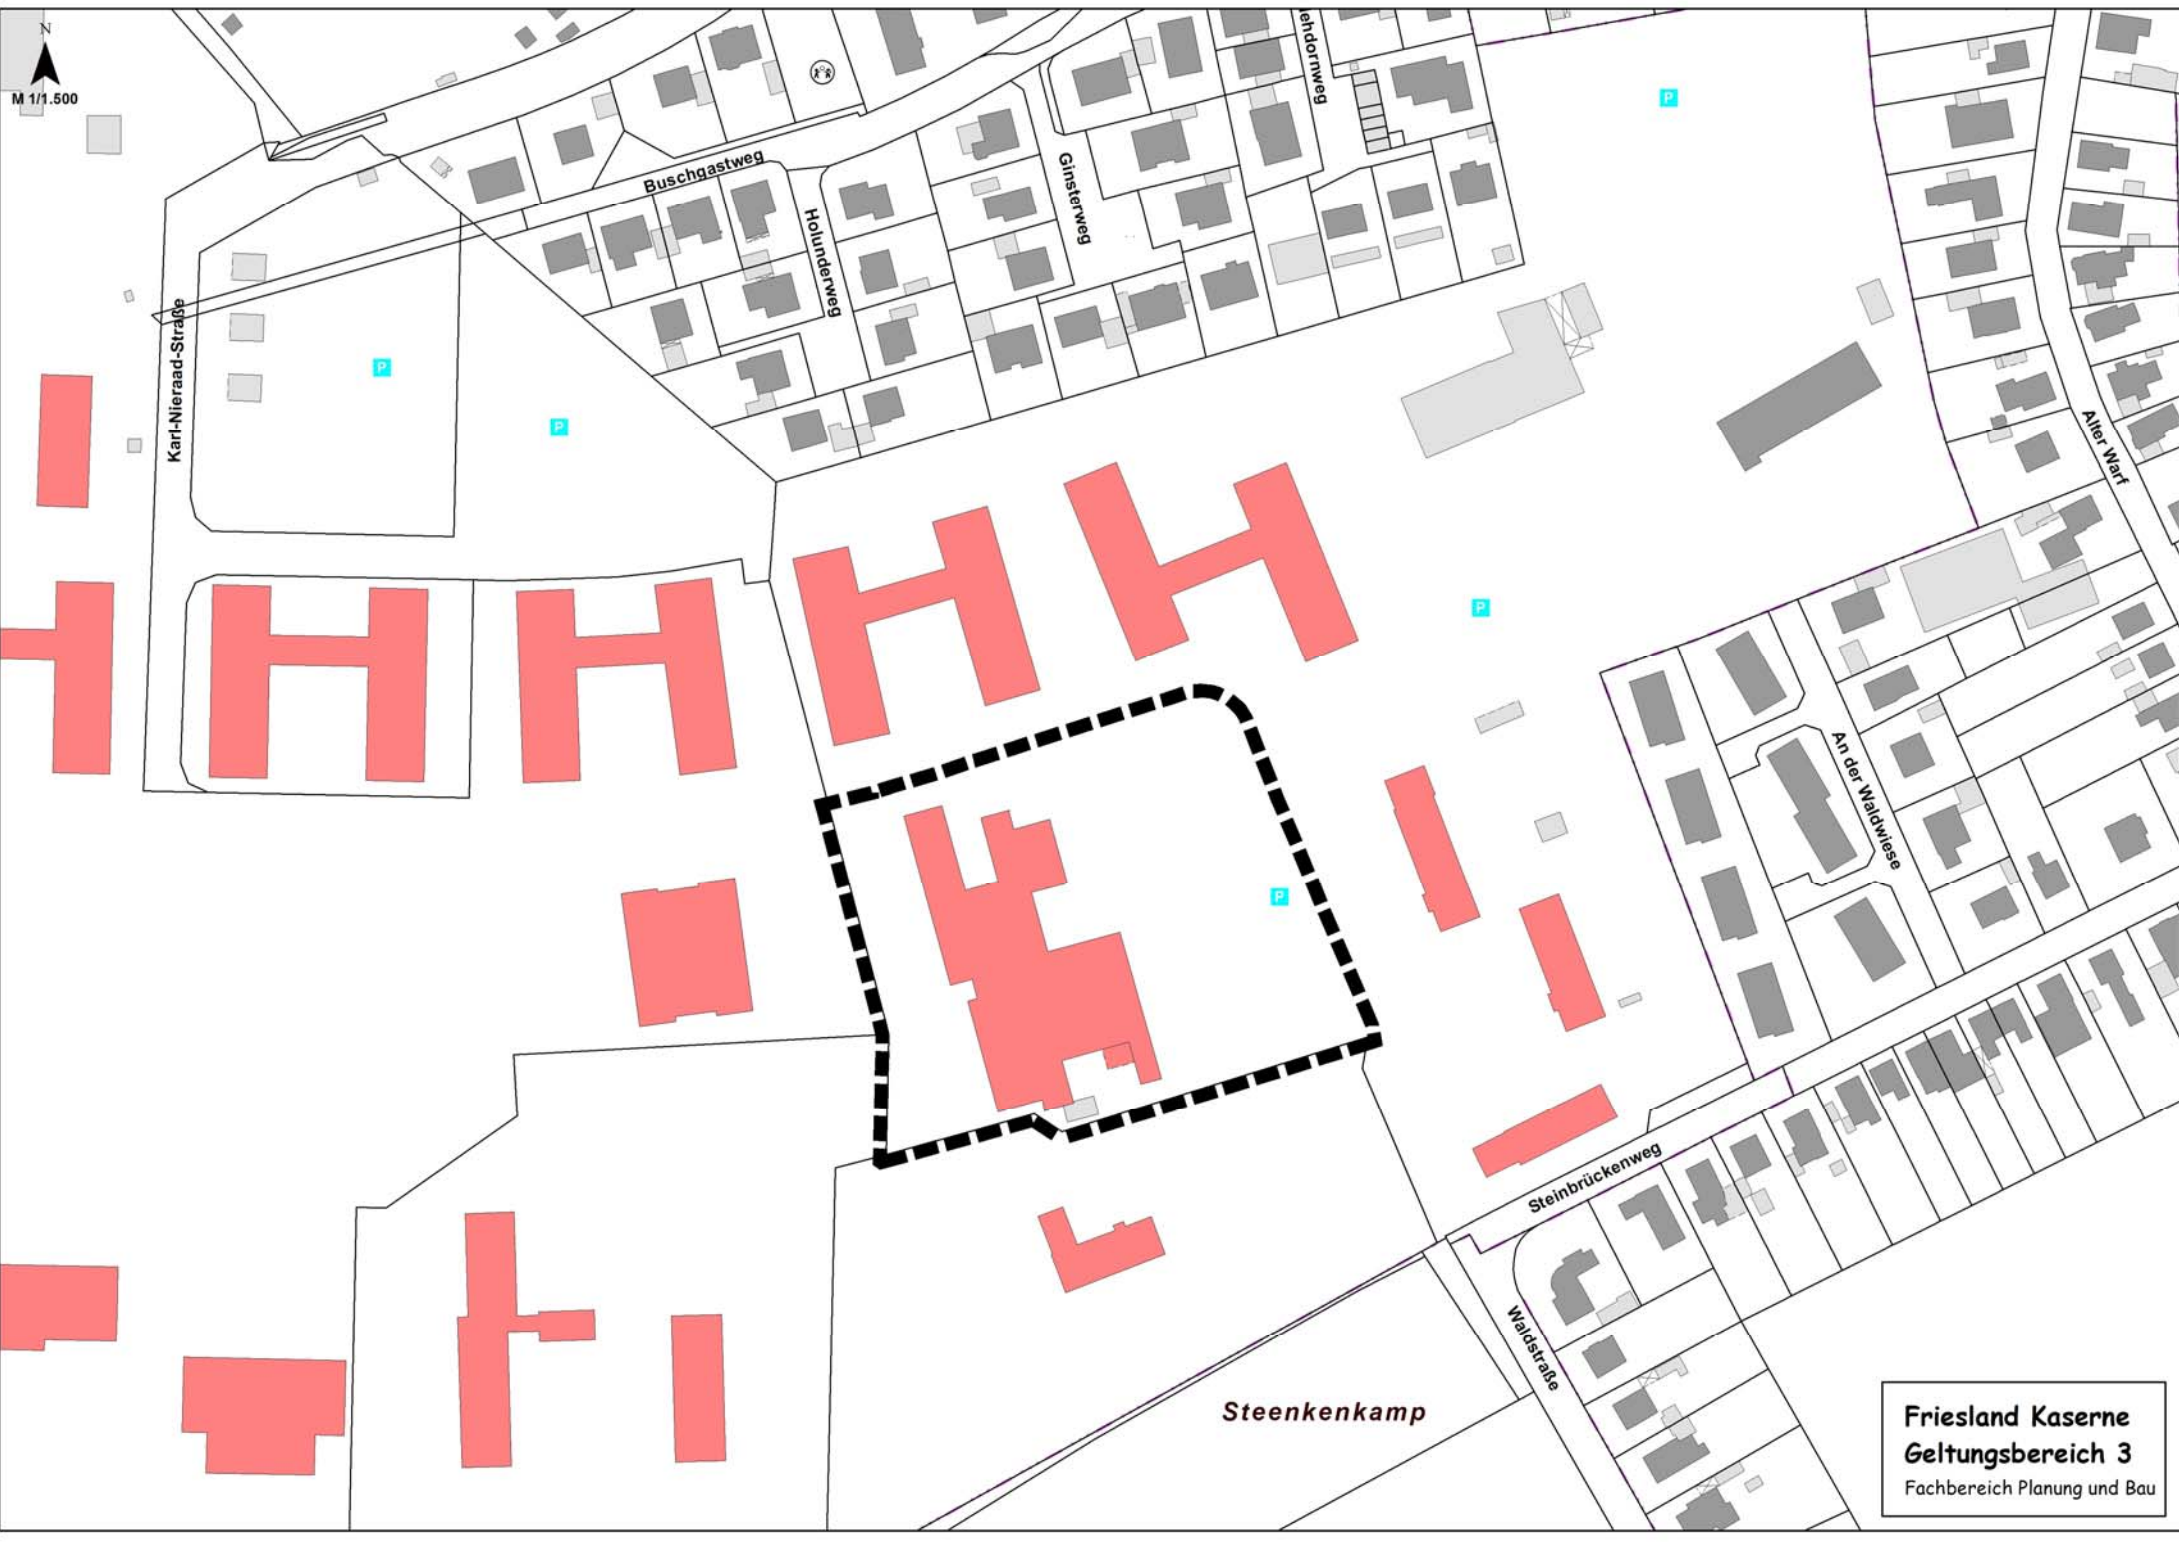 N
M 1/1.500
ehdornweg
P
Buschgastweg
Ginsterweg
Holunderweg
Karl-Nieraad-Straße
P
P
Alter Warf
P
An der Waldwiese
P
Steinbrückenweg
Waldstraße
Steenkenkamp
Friesland Kaserne
Geltungsbereich 3
Fachbereich Planung und Bau